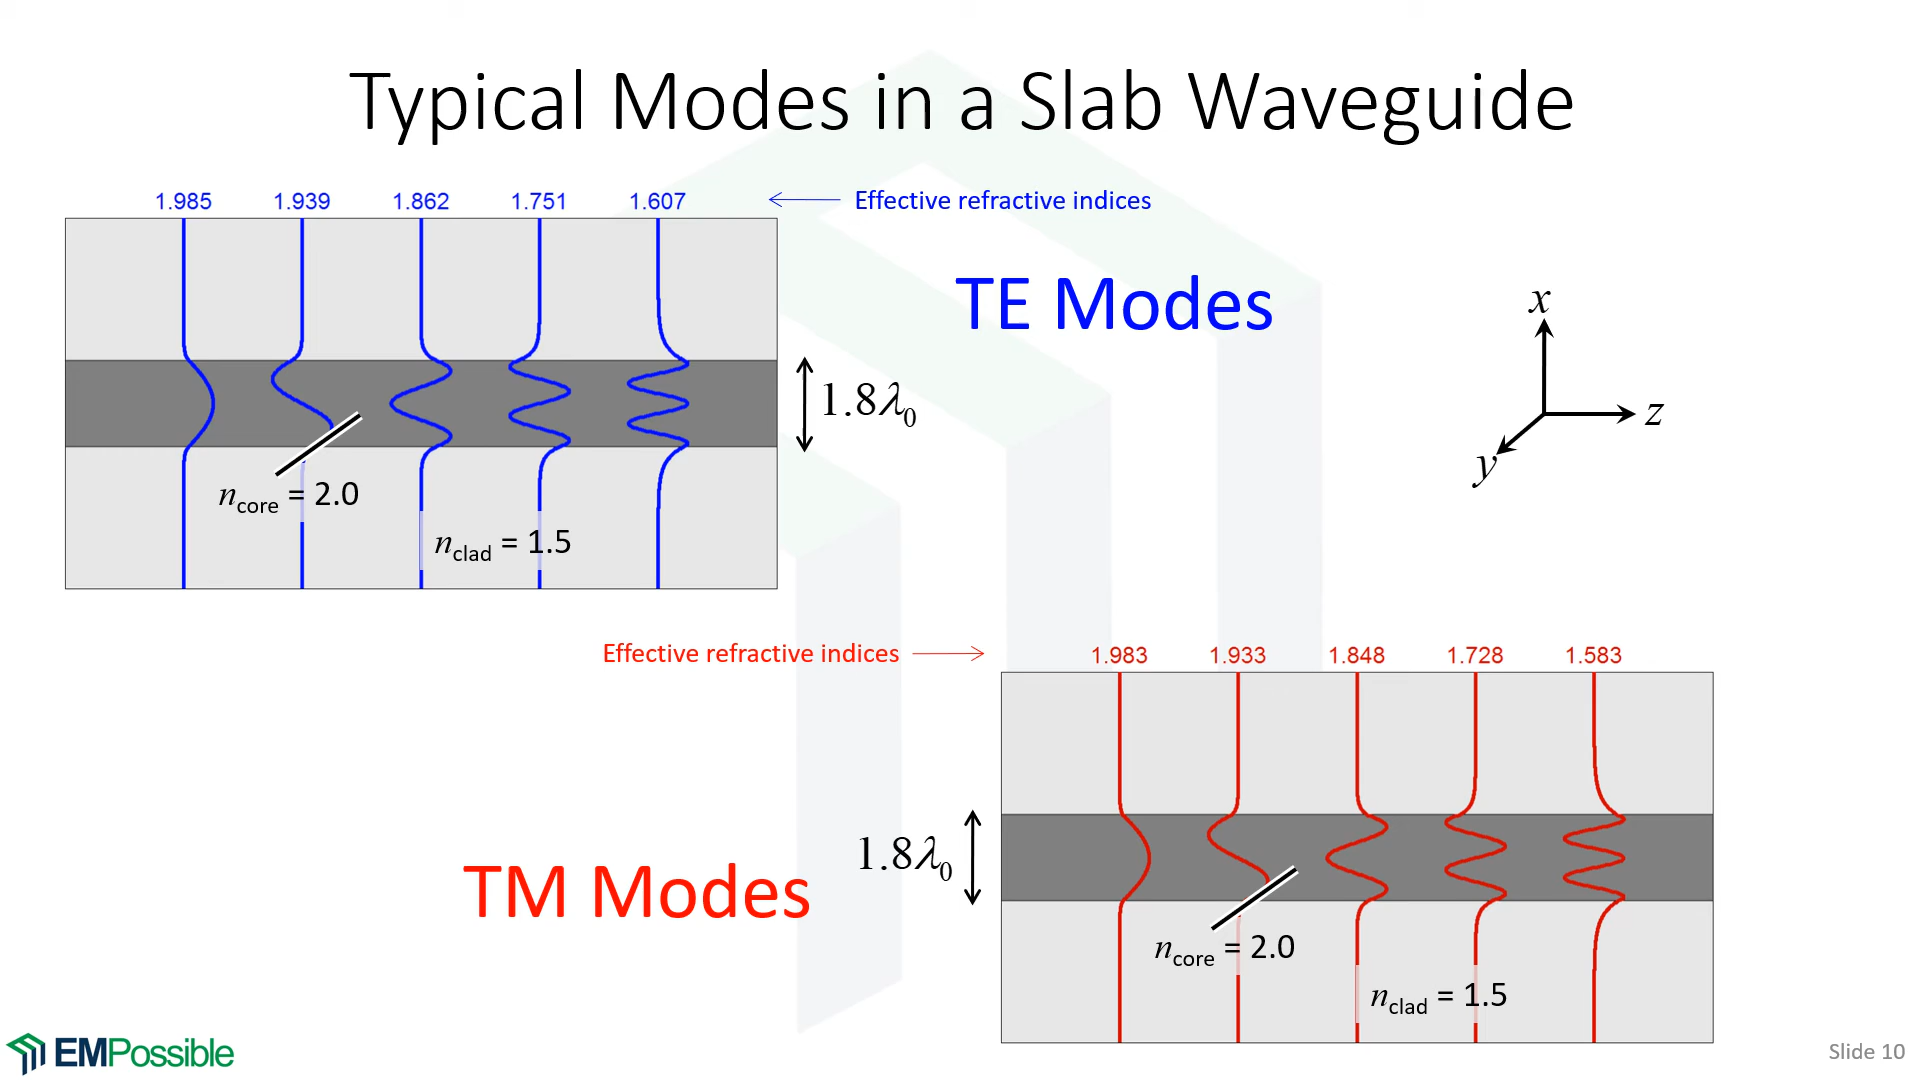 Typical Modes in a Slab Waveguide
1.985 1.939 1.862 1.751 1.607
Effective refractive indices
TE Modes
1.8λ0
ncore = 2.0
nclad = 1.5
x
z
y
Effective refractive indices
1.983 1.933 1.848 1.728 1.583
TM Modes
1.8λ0
ncore = 2.0
nclad = 1.5
EMPossible
Slide 10